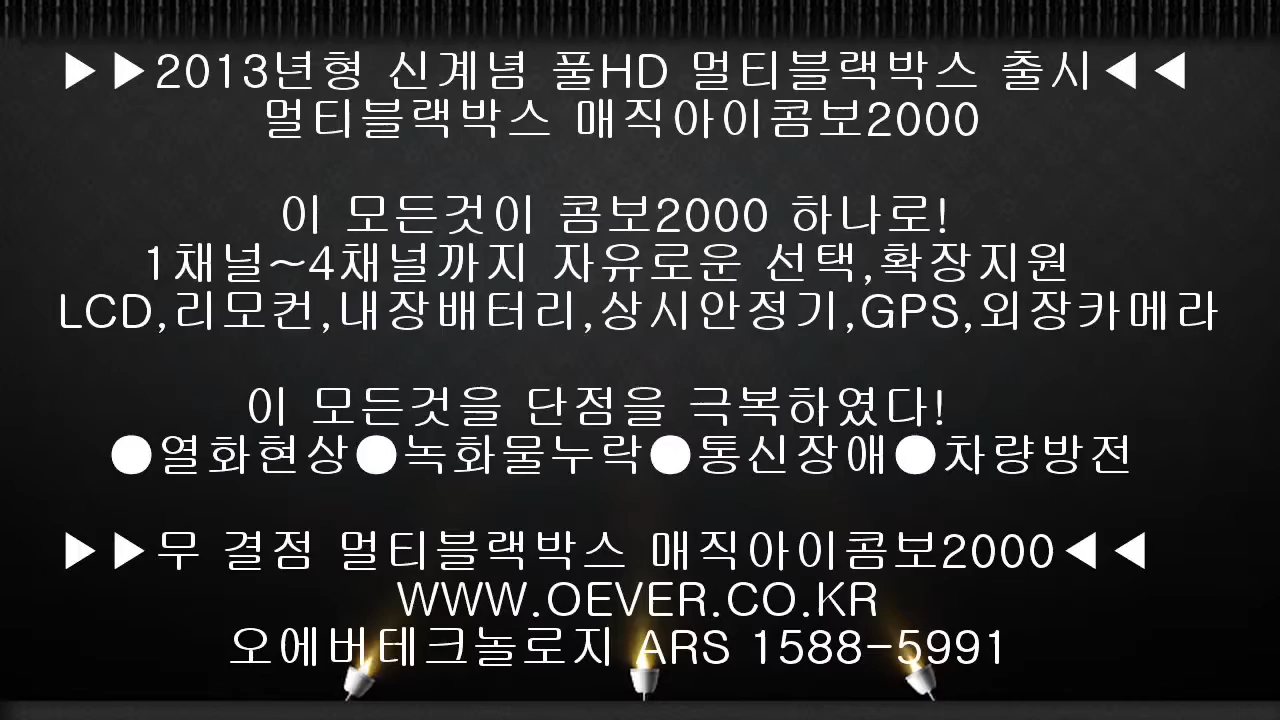 ▶▶2013년형 신계념 풀HD 멀티블랙박스 출시◀◀
멀티블랙박스 매직아이콤보2000
이 모든것이 콤보2000 하나로!
1채널~4채널까지 자유로운 선택,확장지원
LCD,리모컨,내장배터리,상시안정기,GPS,외장카메라
이 모든것을 단점을 극복하였다!
●열화현상●녹화물누락●통신장애●차량방전
▶▶무 결점 멀티블랙박스 매직아이콤보2000◀◀
WWW.OEVER.CO.KR
오에버테크놀로지 ARS 1588-5991